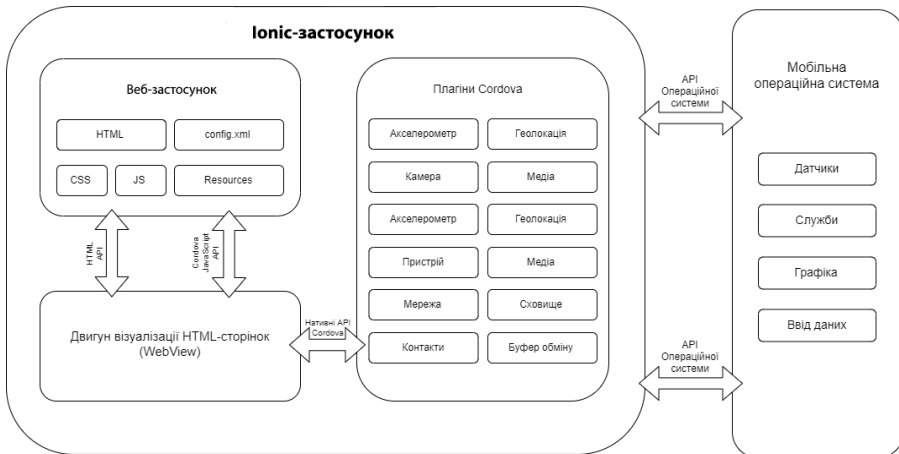 Ionic-застосунок
Веб-застосунок
HTML
config.xml
CSS
JS
Resources
HTML
API
Cordova
JavaScript
API
Двигун візуалізації HTML-сторінок
(WebView)
Нативні API
Cordova
Плагіни Cordova
Акселерометр
Геолокація
Камера
Медіа
Акселерометр
Геолокація
Пристрій
Медіа
Мережа
Сховище
Контакти
Буфер обміну
API
Операційної
системи
API
Операційної
системи
Мобільна
операційна система
Датчики
Служби
Графіка
Ввід даних